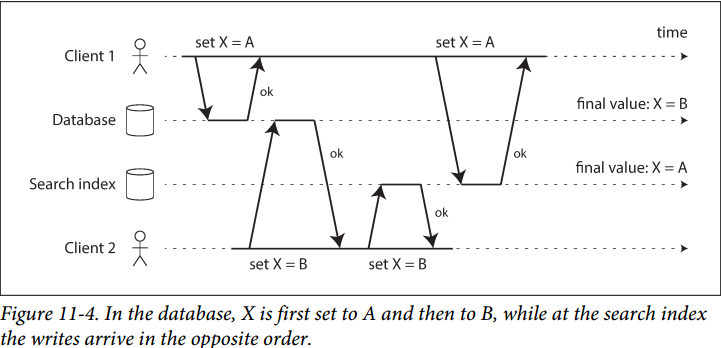 time
set X = A
set X = A
Client 1
ok
final value: X = B
Database
ok
ok
final value: X = A
Search index
ok
Client 2
set X = B
set X = B
Figure 11-4. In the database, X is first set to A and then to B, while at the search index
the writes arrive in the opposite order.